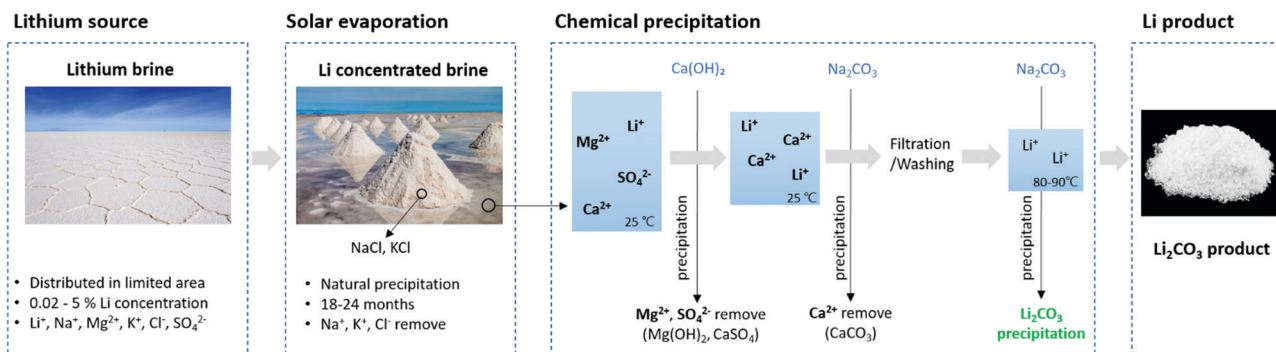 Lithium source
Lithium brine
• Distributed in limited area
• 0.02 - 5 % Li concentration
• Li⁺, Na⁺, Mg²⁺, K⁺, Cl⁻, SO₄²⁻
Solar evaporation
Li concentrated brine
NaCl, KCl
• Natural precipitation
• 18-24 months
• Na⁺, K⁺, Cl⁻ remove
Chemical precipitation
Ca(OH)₂
Na₂CO₃
Na₂CO₃
Li⁺
Mg²⁺
SO₄²⁻
Ca²⁺
25 ℃
precipitation
Mg²⁺, SO₄²⁻ remove
(Mg(OH)₂, CaSO₄)
Li⁺
Ca²⁺
Ca²⁺
Li⁺
25 ℃
precipitation
Ca²⁺ remove
(CaCO₃)
Filtration
/Washing
Li⁺
Li⁺
80-90℃
precipitation
Li₂CO₃
precipitation
Li product
Li₂CO₃ product